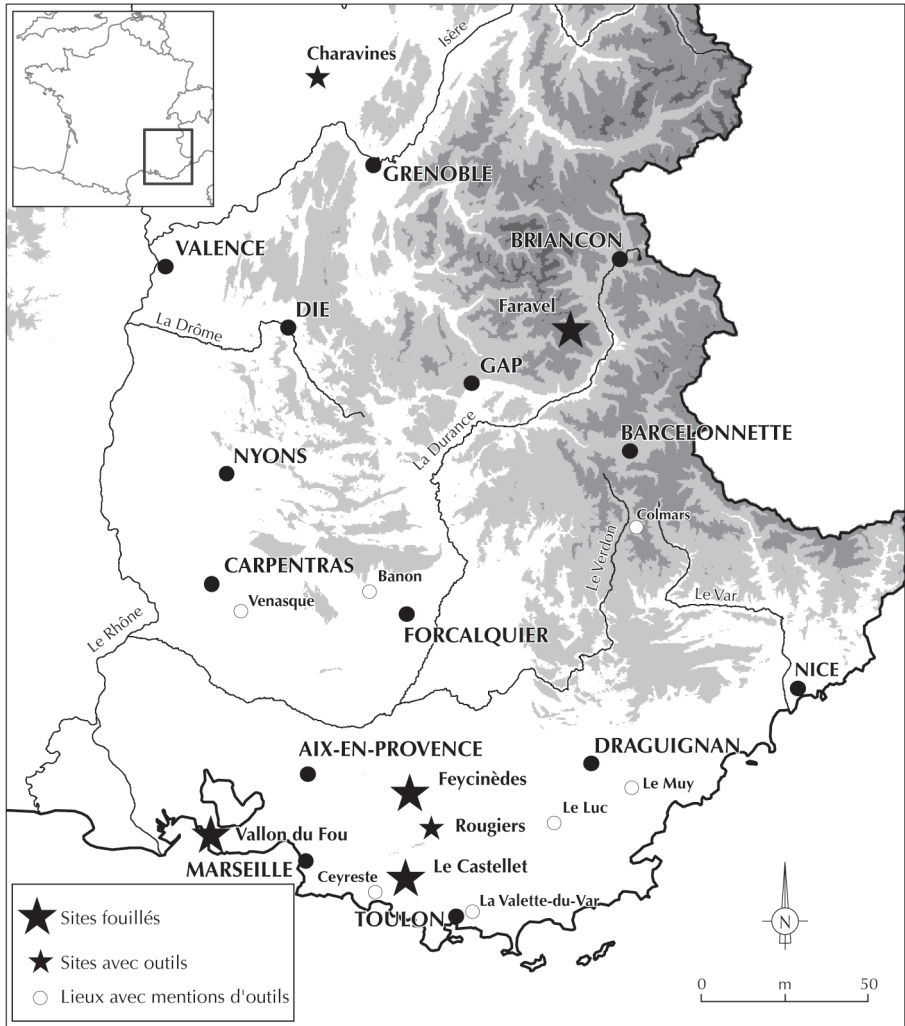 Charavines
Isère
GRENOBLE
VALENCE
BRIANCON
Faravel
DIE
La Drôme
GAP
La Durance
BARCELONNETTE
NYONS
Colmars
Le Verdon
CARPENTRAS
Banon
Venasque
Le Var
Le Rhône
FORCALQUIER
NICE
AIX-EN-PROVENCE
DRAGUIGNAN
Feycinèdes
Le Muy
Le Luc
Rougiers
Vallon du Fou
MARSEILLE
Le Castellet
Ceyreste
La Valette-du-Var
TOULON
Sites fouillés
Sites avec outils
Lieux avec mentions d'outils
N
0 m 50